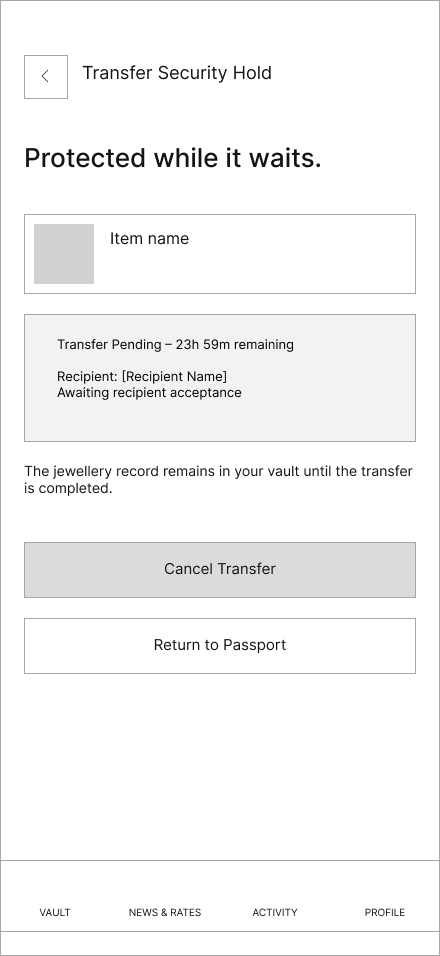 Transfer Security Hold
Protected while it waits.
Item name
Transfer Pending – 23h 59m remaining
Recipient: [Recipient Name]
Awaiting recipient acceptance
The jewellery record remains in your vault until the transfer
is completed.
Cancel Transfer
Return to Passport
VAULT
NEWS & RATES
ACTIVITY
PROFILE